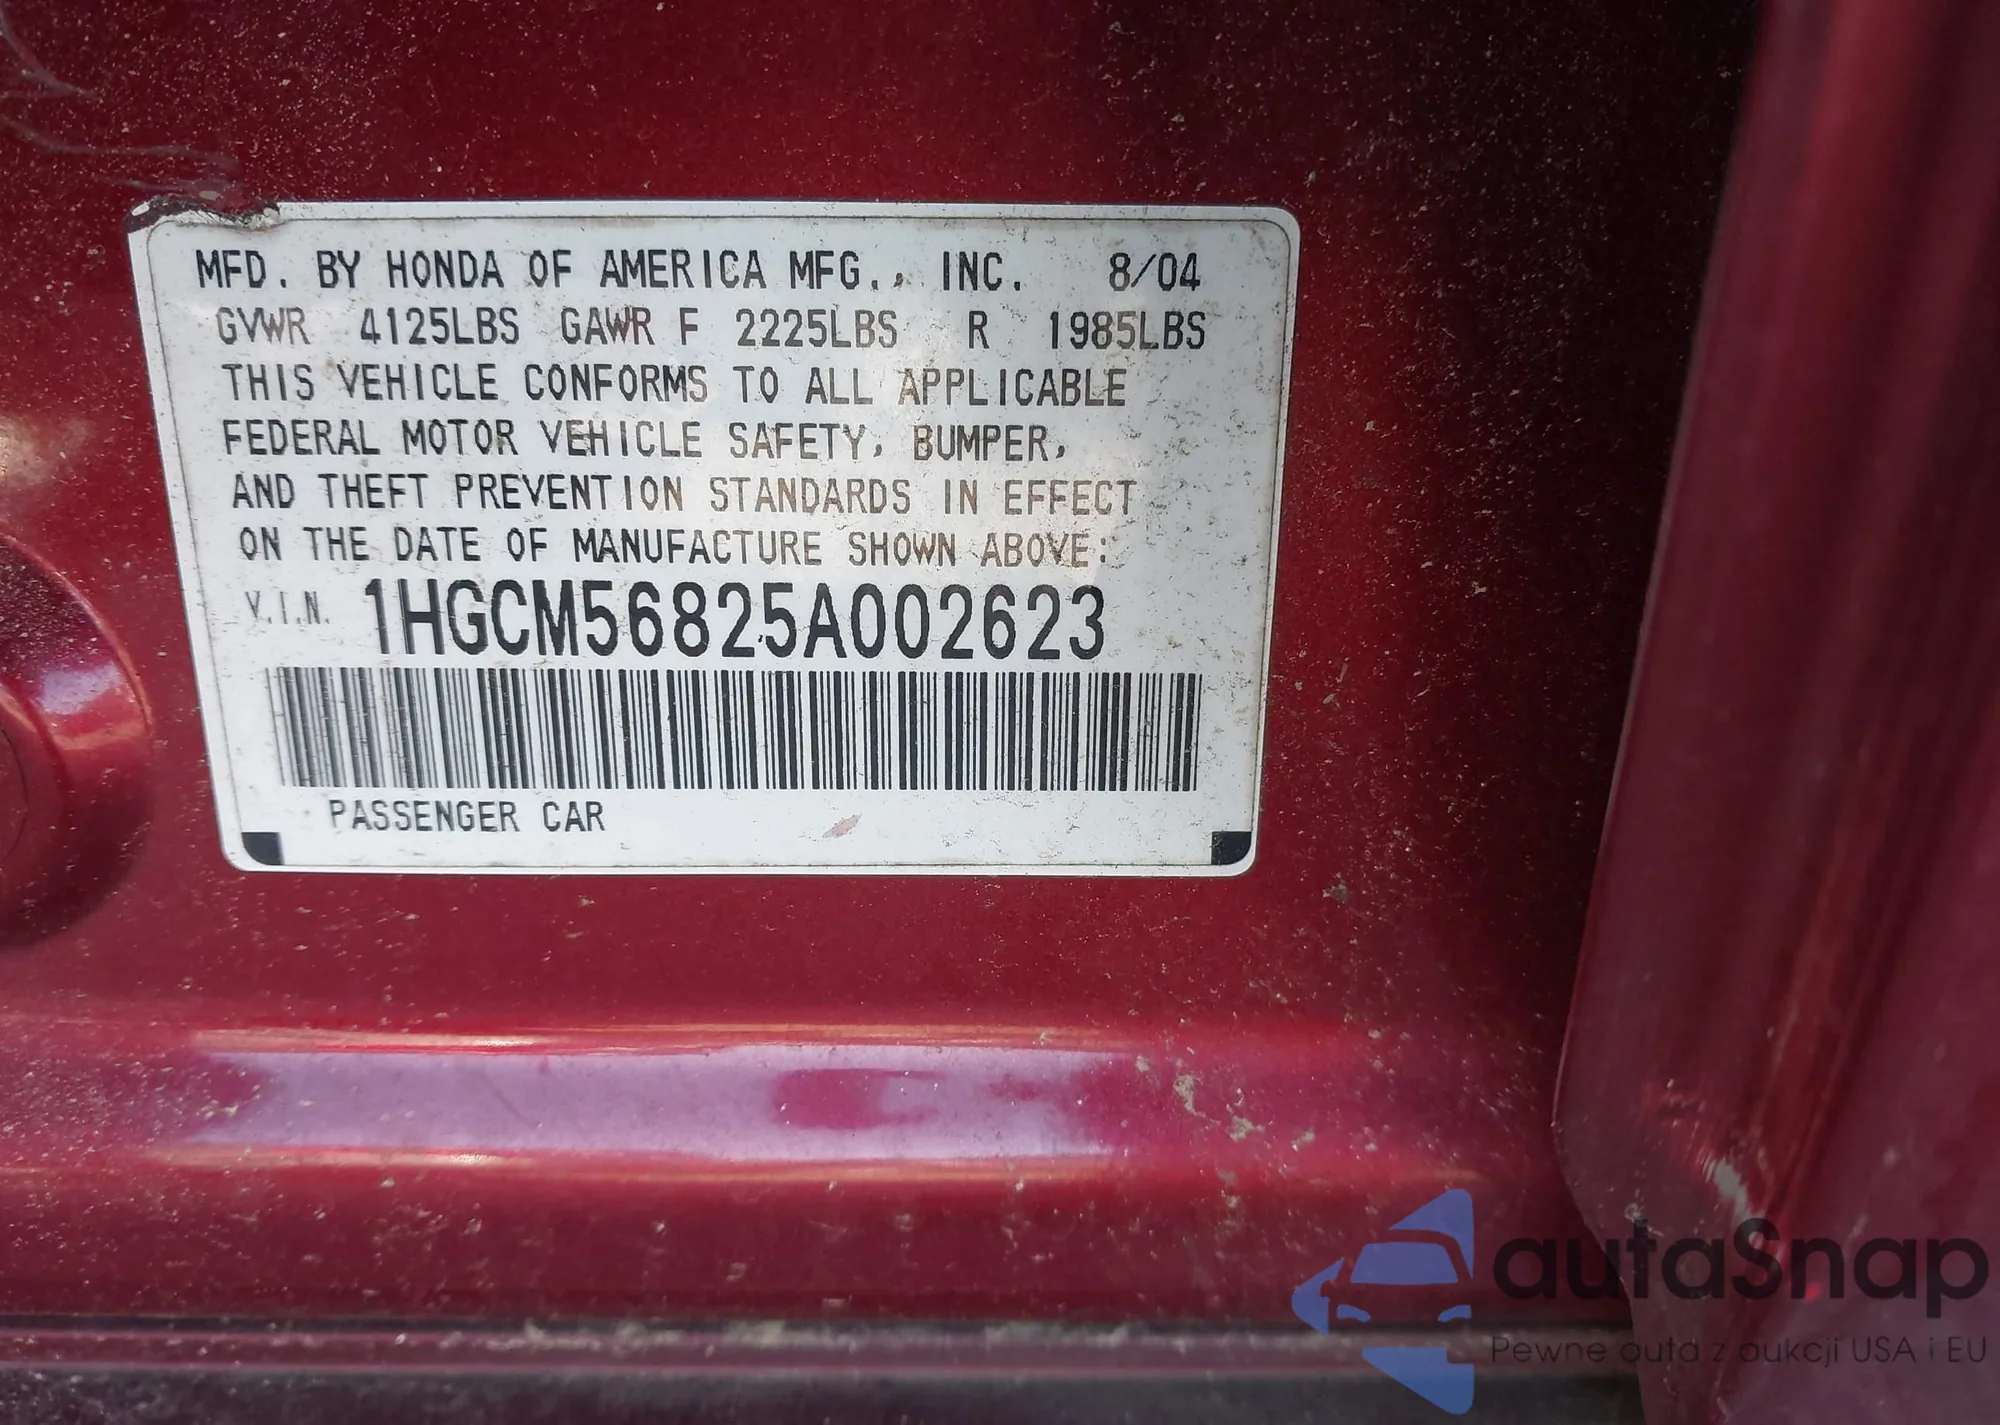 MFD. BY HONDA OF AMERICA MFG., INC. 8/04
GVWR 4125LBS GAWR F 2225LBS R 1985LBS
THIS VEHICLE CONFORMS TO ALL APPLICABLE
FEDERAL MOTOR VEHICLE SAFETY, BUMPER,
AND THEFT PREVENTION STANDARDS IN EFFECT
ON THE DATE OF MANUFACTURE SHOWN ABOVE:
V.I.N. 1HGCM56825A002623
PASSENGER CAR
autaSnap
Pewne auta z aukcji USA i EU